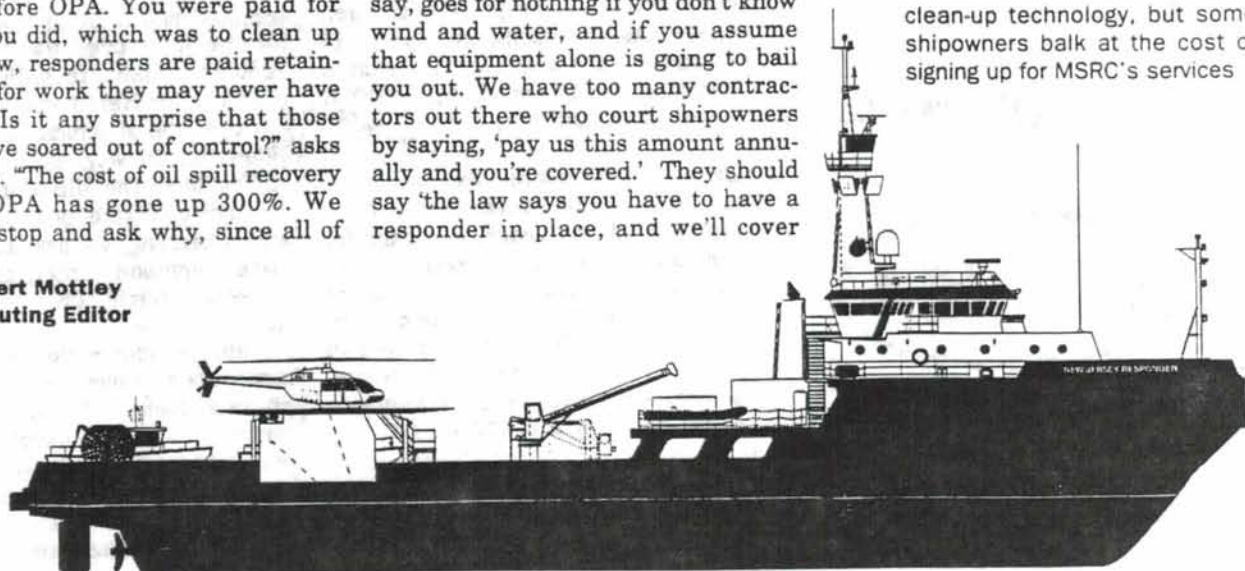 fore OPA. You were paid for
ou did, which was to clean up
w, responders are paid retain-
for work they may never have
Is it any surprise that those
ve soared out of control?" asks
. "The cost of oil spill recovery
OPA has gone up 300%. We
stop and ask why, since all of
ert Mottley
uting Editor
say, goes for nothing if you don't know
wind and water, and if you assume
that equipment alone is going to bail
you out. We have too many contrac-
tors out there who court shipowners
by saying, 'pay us this amount annu-
ally and you're covered.' They should
say 'the law says you have to have a
responder in place, and we'll cover
clean-up technology, but som
shipowners balk at the cost o
signing up for MSRC's services
NEW JERSEY RESPONDER